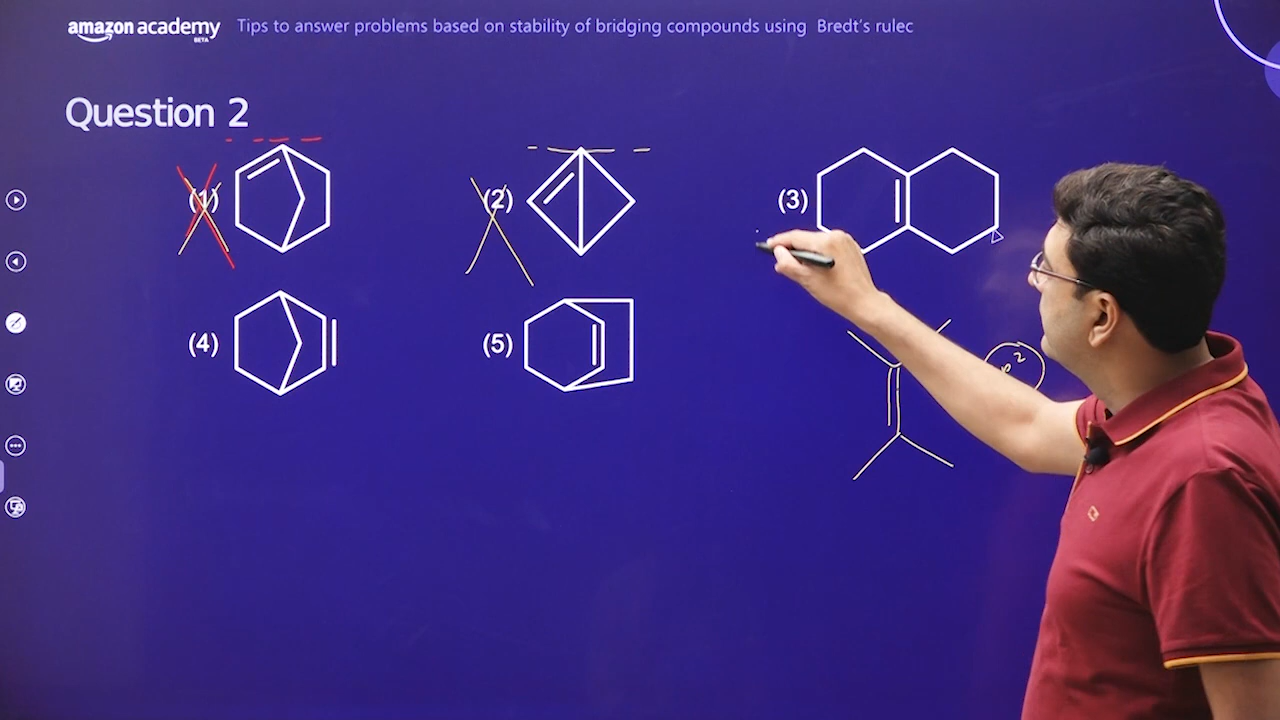 amazon academy
BETA
Tips to answer problems based on stability of bridging compounds using Bredt's rulec
Question 2
(1)
(2)
(3)
(4)
(5)